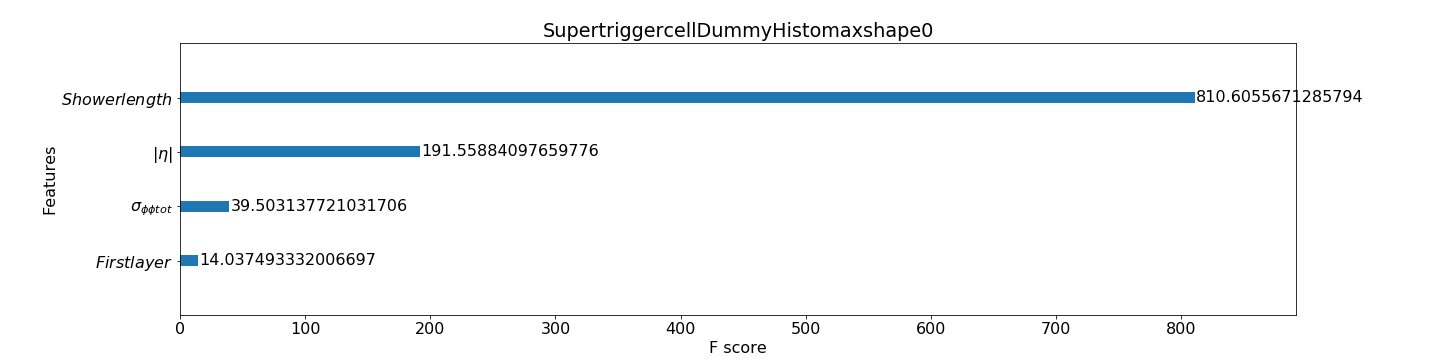 SupertriggercellDummyHistomaxshape0
Showerlength
810.6055671285794
|η|
191.55884097659776
σϕϕtot
39.503137721031706
Firstlayer
14.037493332006697
Features
0 100 200 300 400 500 600 700 800
F score